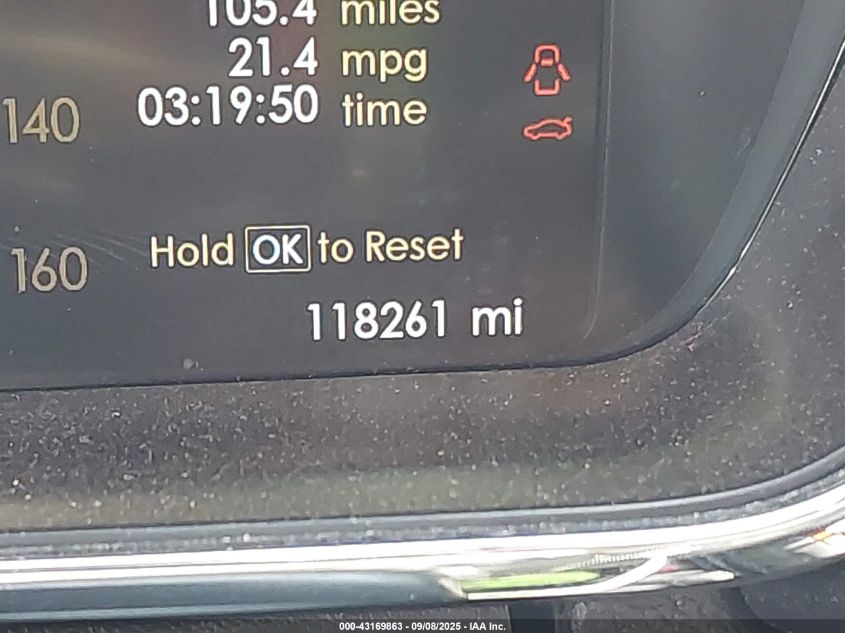 105.4 miles
21.4 mpg
03:19:50 time
140
160
Hold OK to Reset
118261 mi
000-43169863 - 09/08/2025 - IAA Inc.